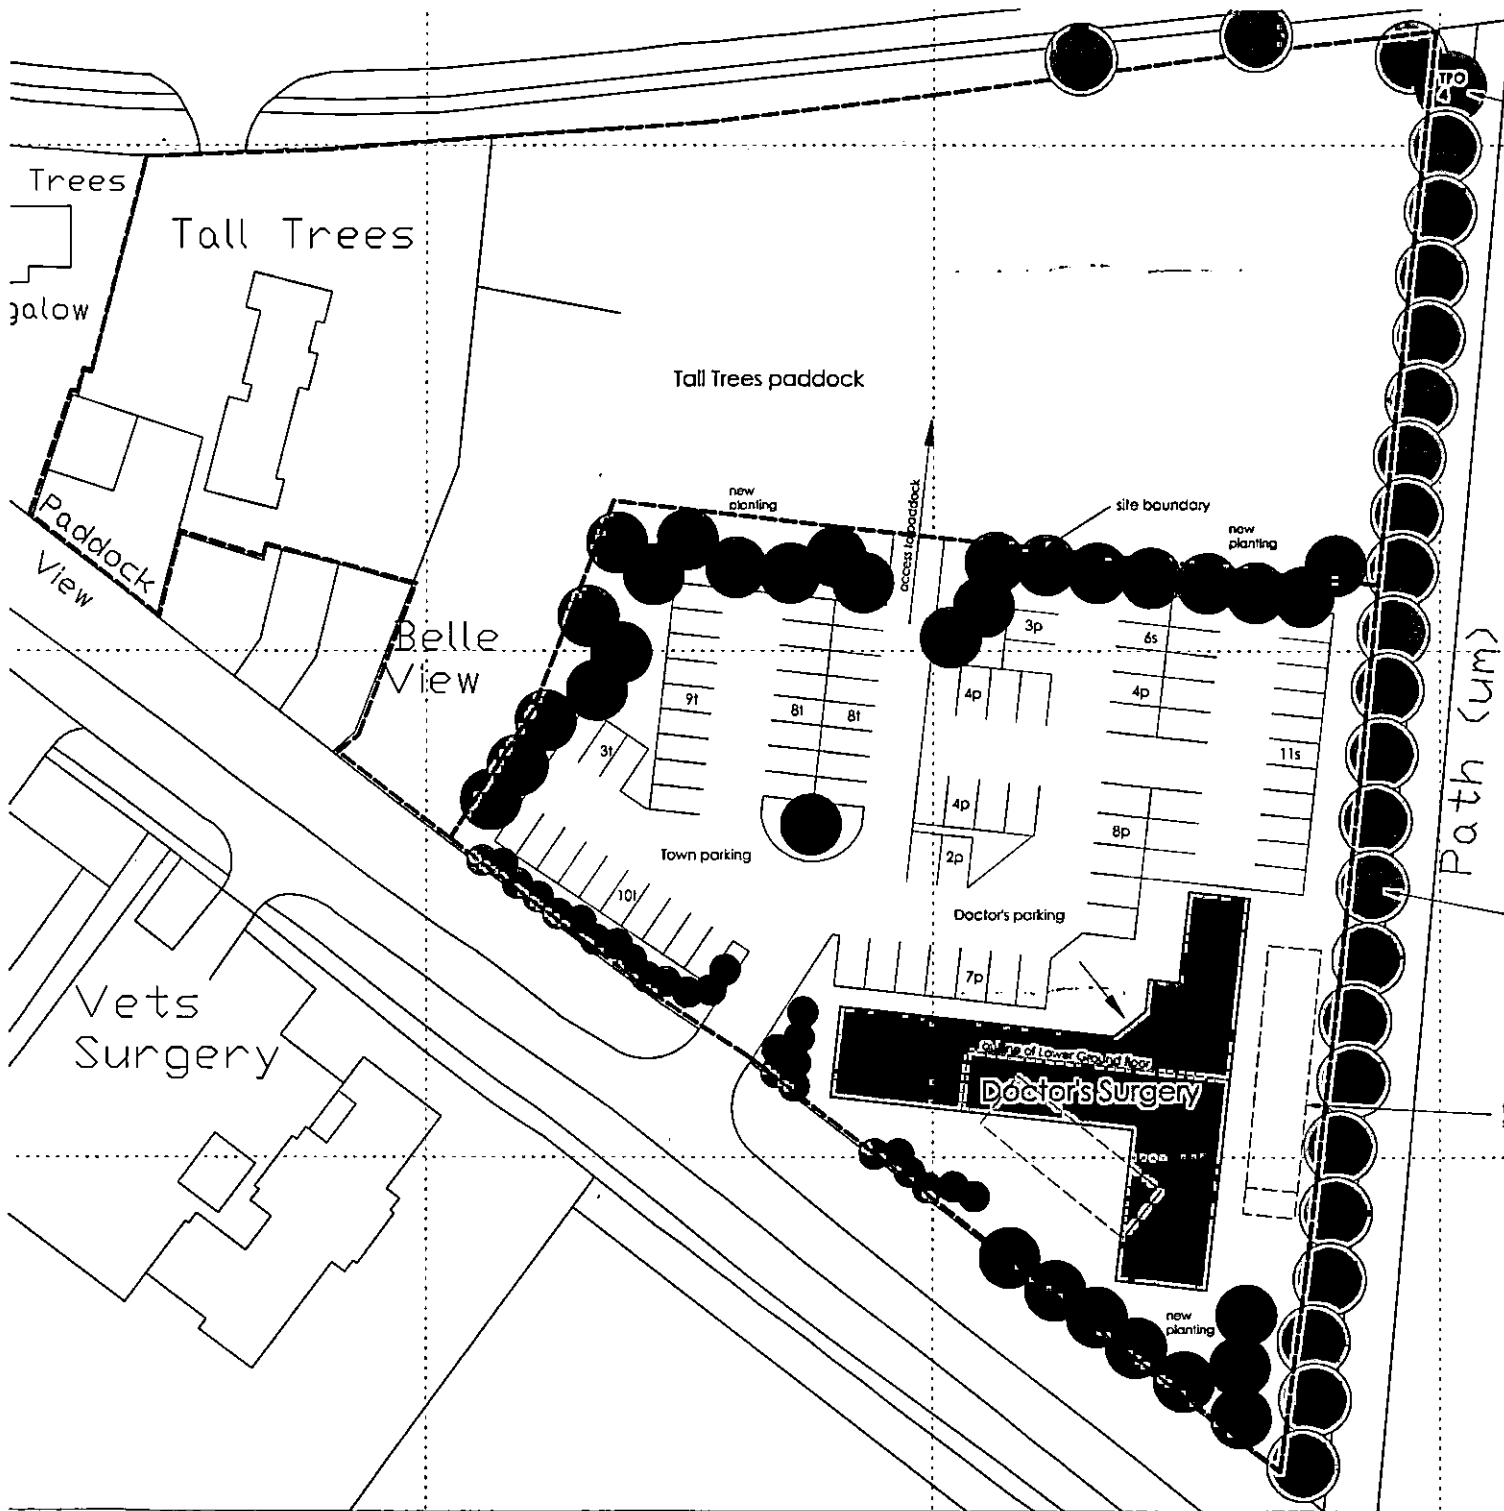 TPO
4
Trees
Tall Trees
galow
Tall Trees paddock
new
planting
access to paddock
site boundary
new
planting
Paddock
View
Belle
View
3p
6s
4p
4p
9t
8t
8t
3t
11s
4p
8p
2p
Town parking
10t
Doctor's parking
7p
Path (um)
Vets
Surgery
Outline of Lower Ground floor
Doctor's Surgery
new
planting